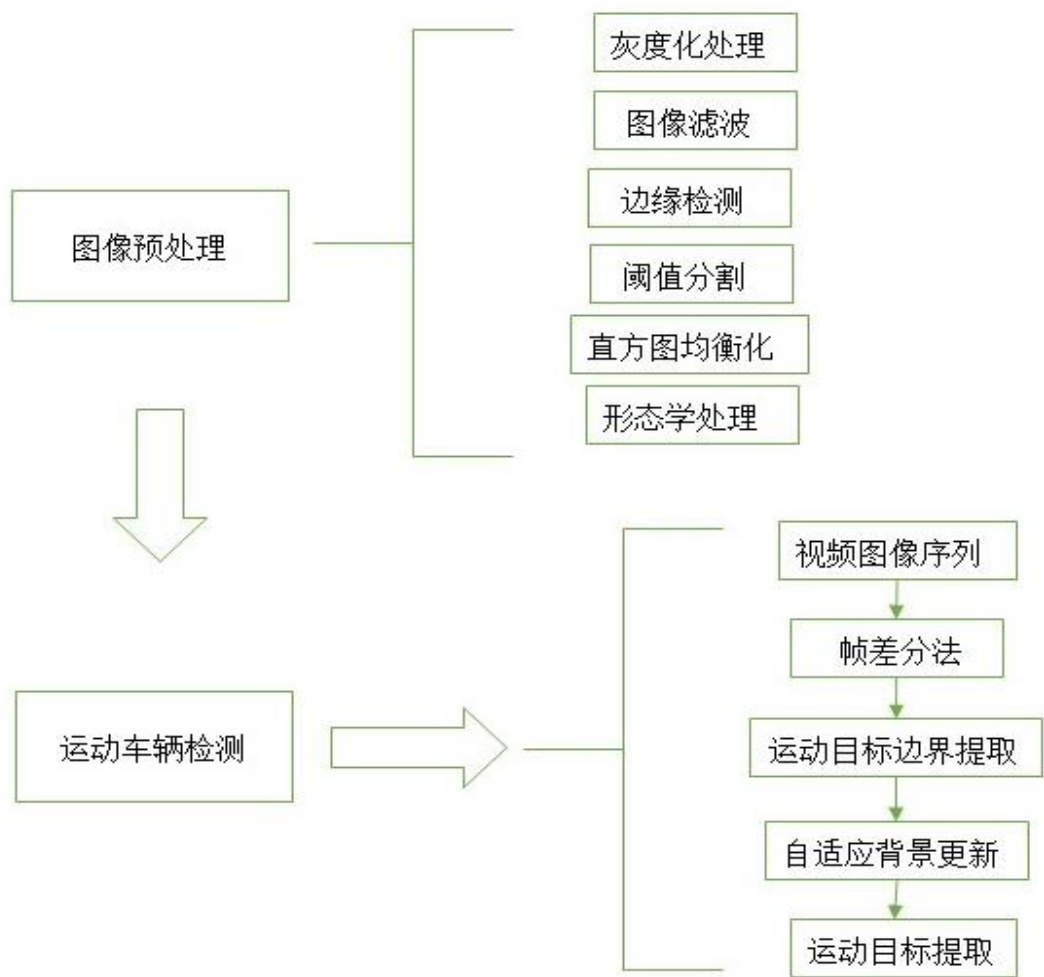 灰度化处理
图像滤波
边缘检测
图像预处理
阈值分割
直方图均衡化
形态学处理
视频图像序列
帧差分法
运动车辆检测
运动目标边界提取
自适应背景更新
运动目标提取